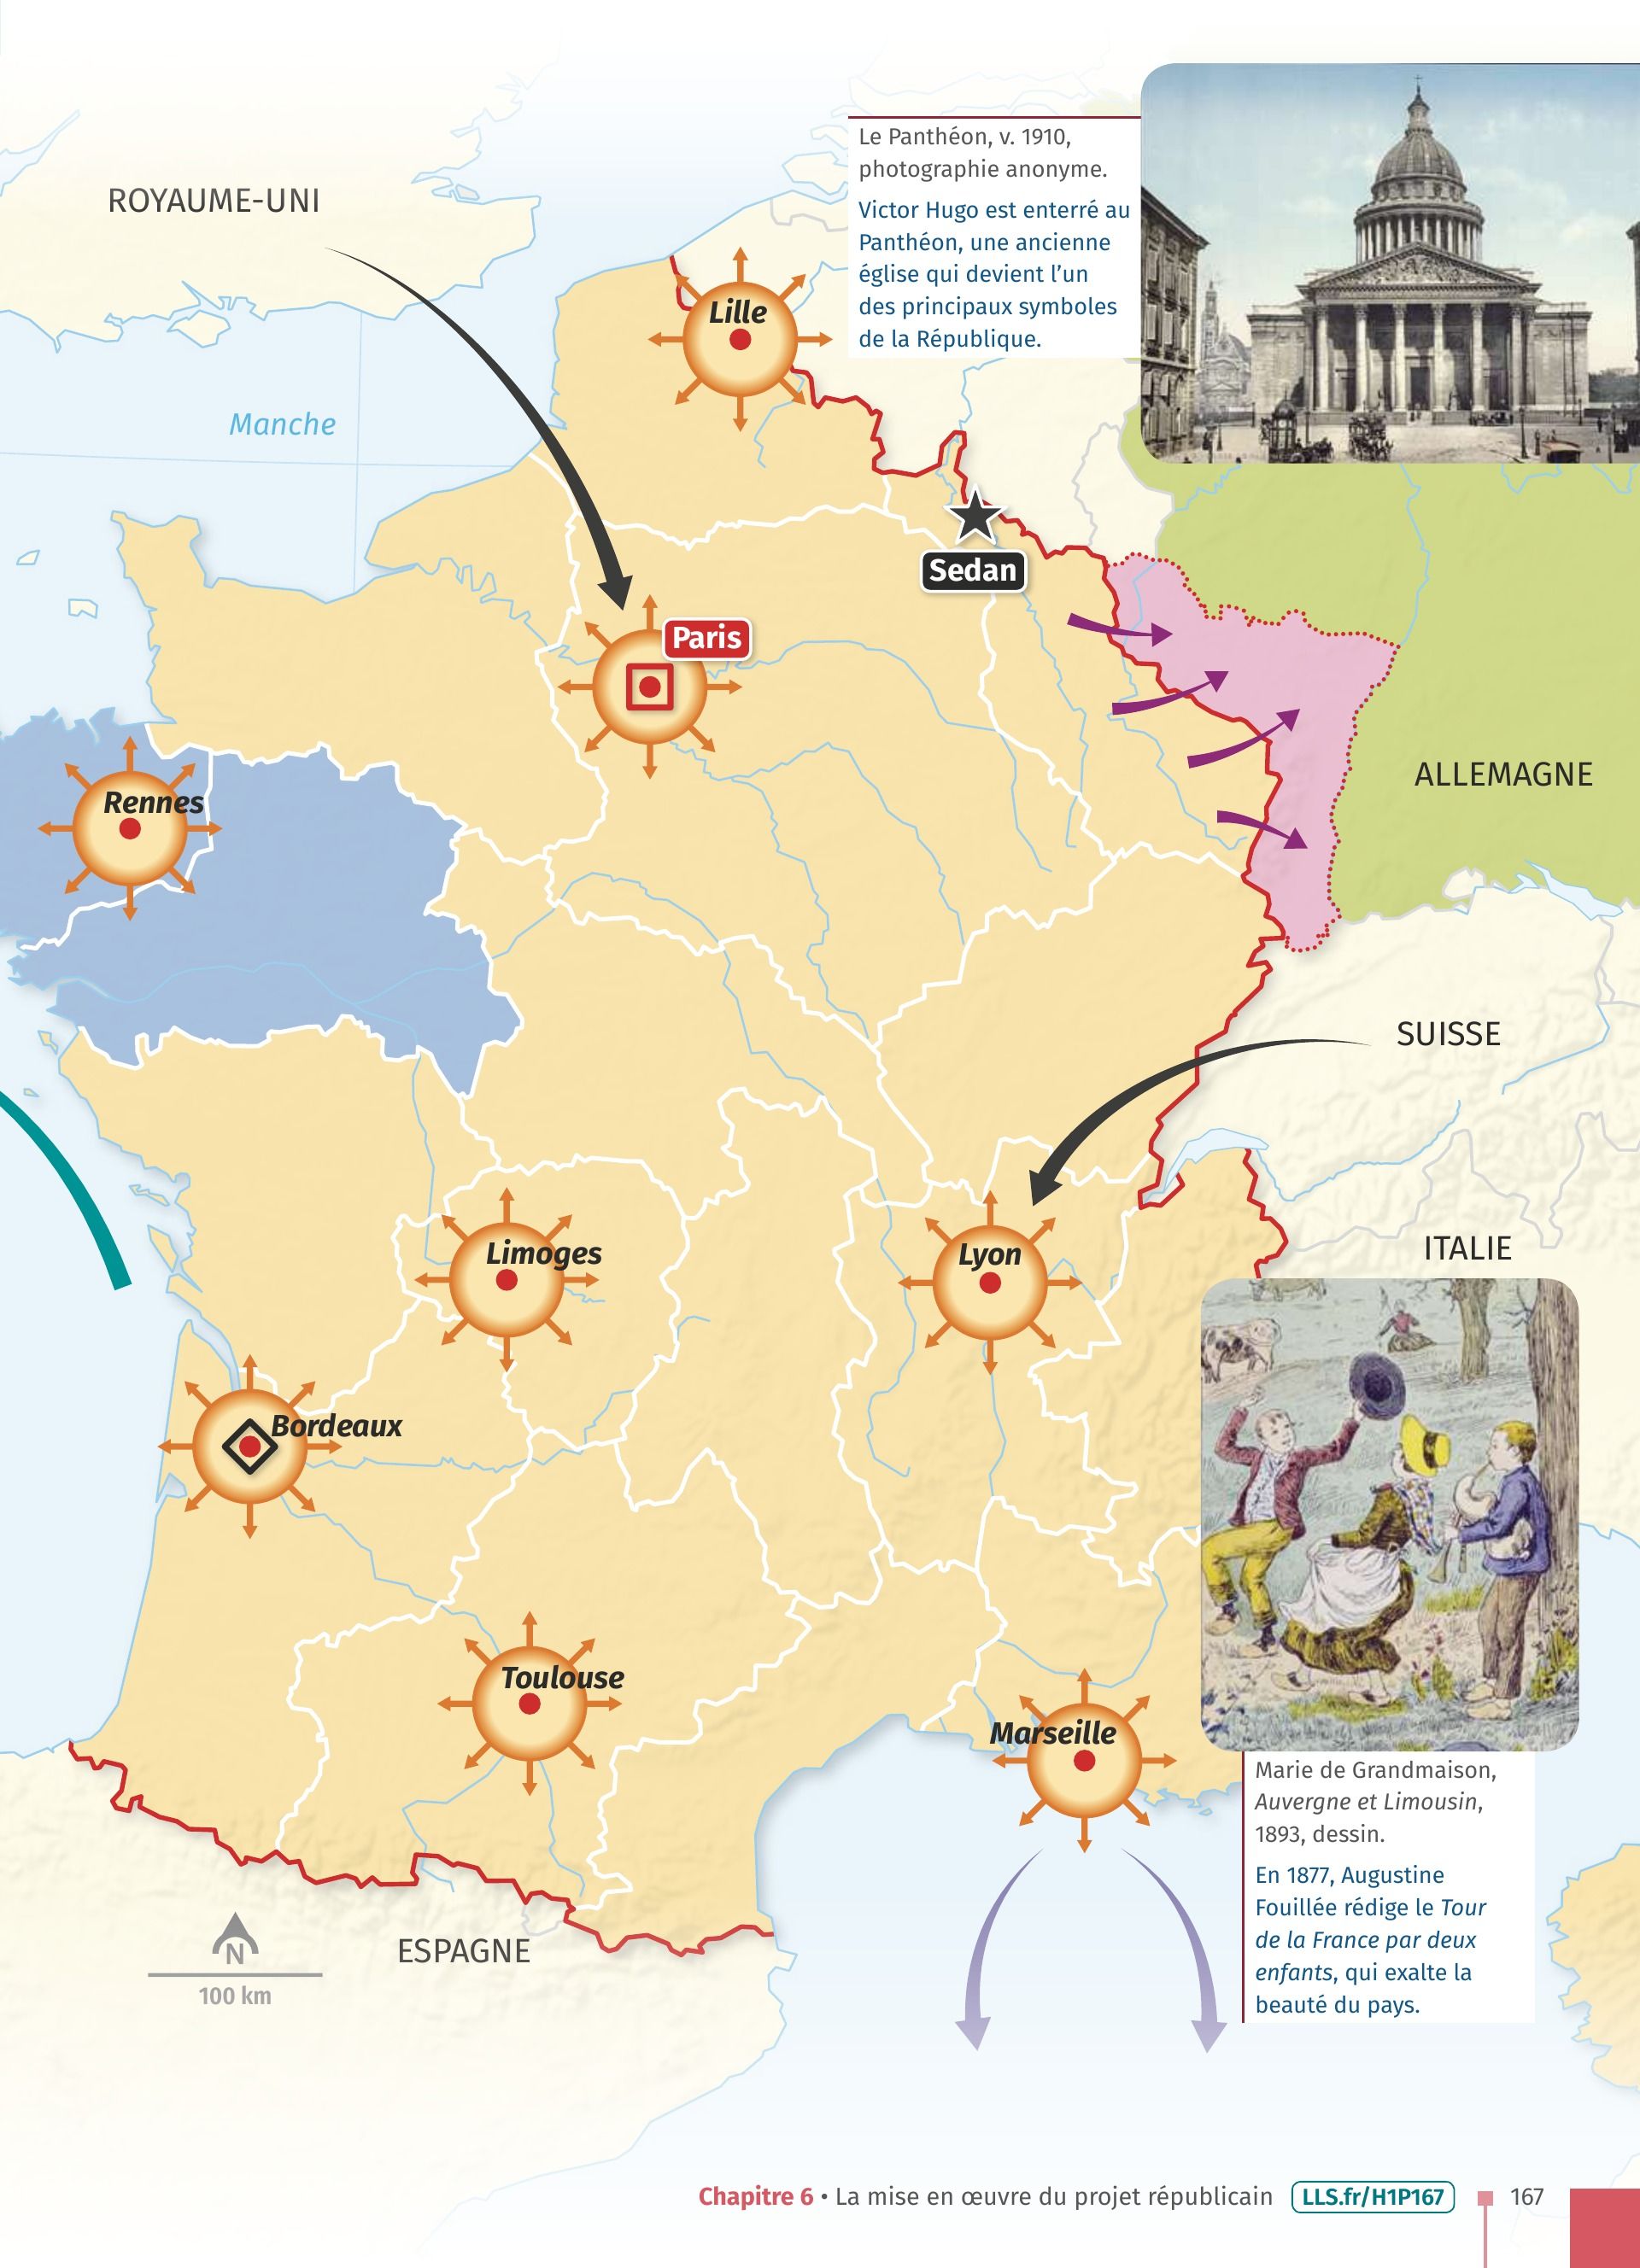 Le Panthéon, v. 1910,
photographie anonyme.
Victor Hugo est enterré au
Panthéon, une ancienne
église qui devient l’un
des principaux symboles
de la République.
ROYAUME-UNI
Lille
Manche
Sedan
Paris
ALLEMAGNE
Rennes
SUISSE
ITALIE
Limoges
Lyon
Bordeaux
Toulouse
Marseille
Marie de Grandmaison,
Auvergne et Limousin,
1893, dessin.
En 1877, Augustine
Fouillée rédige le Tour
de la France par deux
enfants, qui exalte la
beauté du pays.
N
100 km
ESPAGNE
Chapitre 6 • La mise en œuvre du projet républicain LLS.fr/H1P167 167